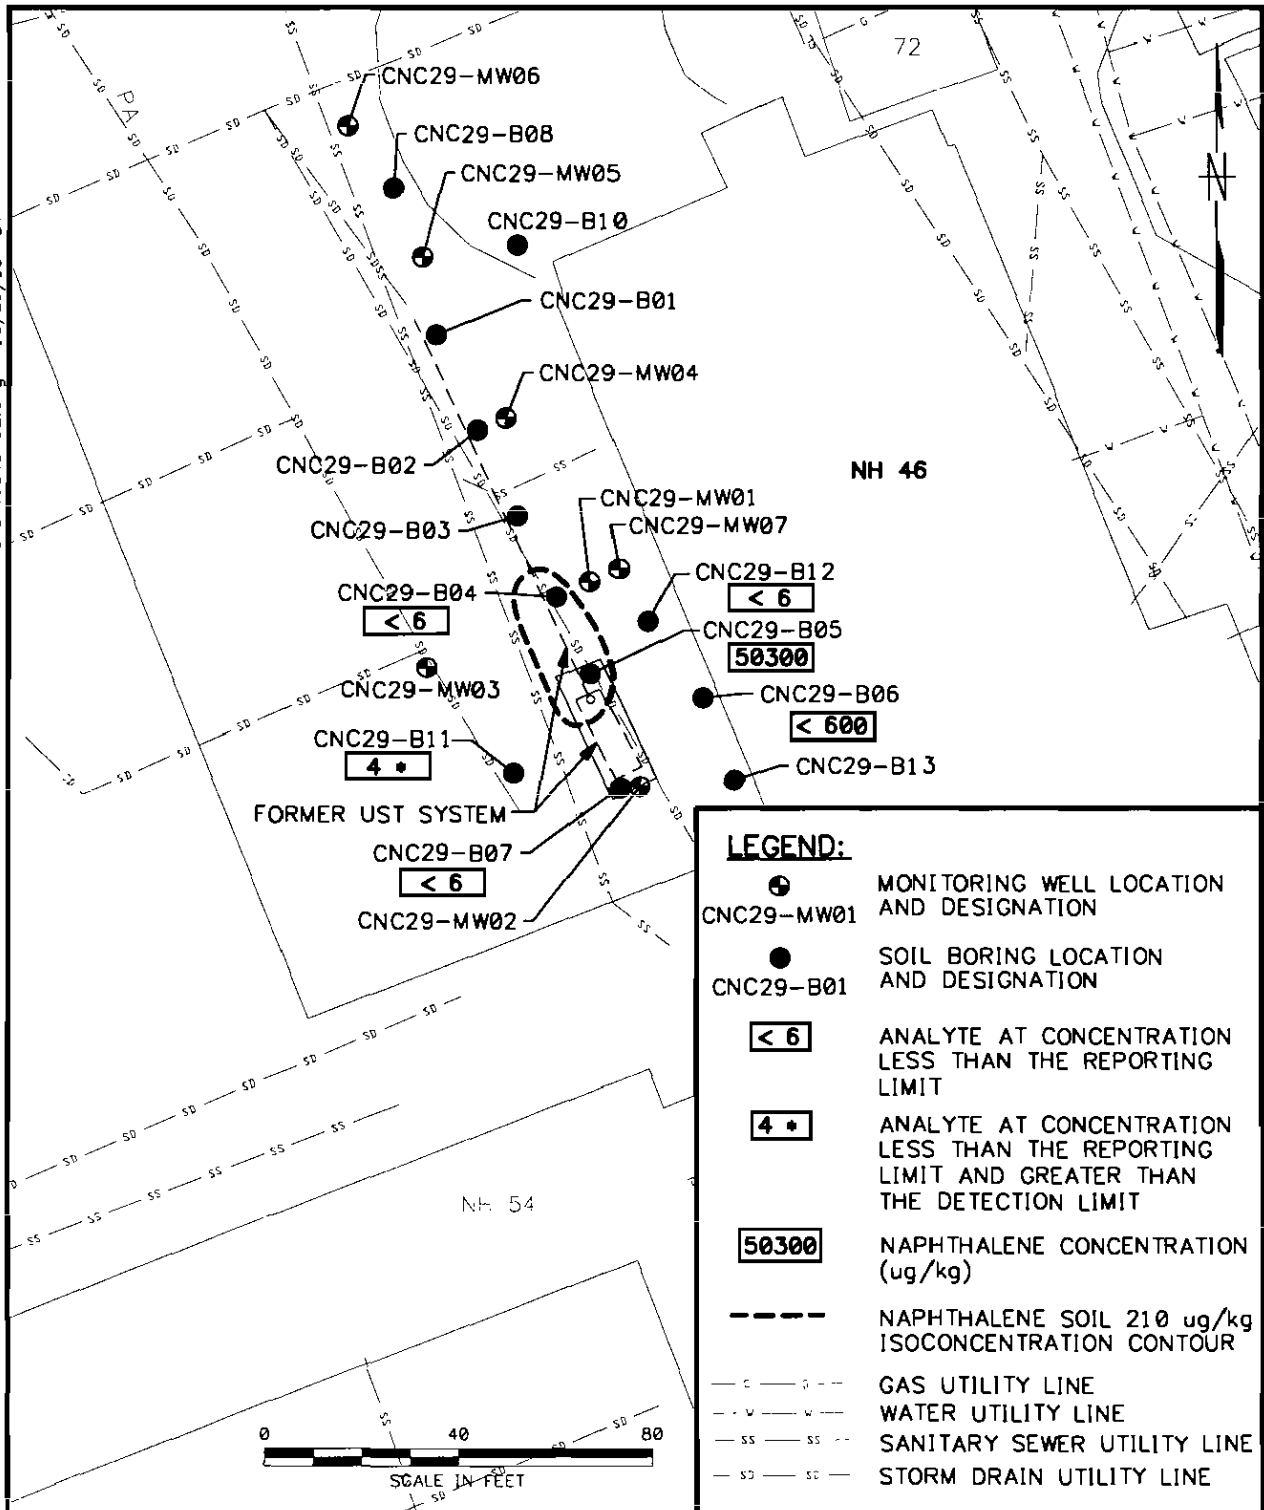 72
PA
CNC29-MW06
CNC29-B08
CNC29-MW05
CNC29-B10
N
CNC29-B01
CNC29-MW04
CNC29-B02
NH 46
CNC29-MW01
CNC29-B03
CNC29-MW07
CNC29-B12
< 6
CNC29-B04
< 6
CNC29-B05
50300
CNC29-MW03
CNC29-B06
< 600
CNC29-B11
4 *
CNC29-B13
FORMER UST SYSTEM
CNC29-B07
< 6
CNC29-MW02
NH 54
0 40 80
SCALE IN FEET
LEGEND:
CNC29-MW01
MONITORING WELL LOCATION
AND DESIGNATION
CNC29-B01
SOIL BORING LOCATION
AND DESIGNATION
< 6
ANALYTE AT CONCENTRATION
LESS THAN THE REPORTING
LIMIT
4 *
ANALYTE AT CONCENTRATION
LESS THAN THE REPORTING
LIMIT AND GREATER THAN
THE DETECTION LIMIT
50300
NAPHTHALENE CONCENTRATION
(ug/kg)
NAPHTHALENE SOIL 210 ug/kg
ISOCONCENTRATION CONTOUR
GAS UTILITY LINE
W W WATER UTILITY LINE
SS SS SANITARY SEWER UTILITY LINE
SD SD STORM DRAIN UTILITY LINE